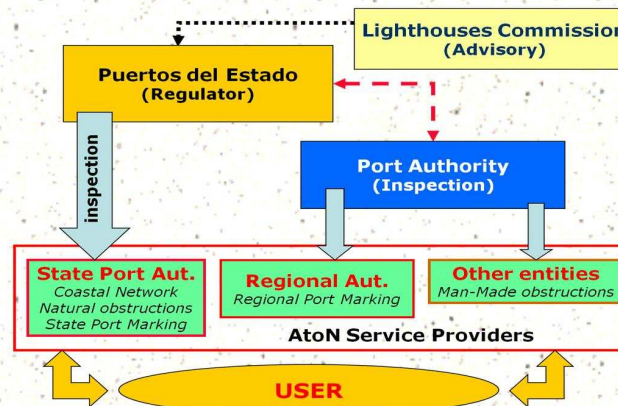 Lighthouses Commission
(Advisory)
Puertos del Estado
(Regulator)
inspection
Port Authority
(Inspection)
State Port Aut.
Coastal Network
Natural obstructions
State Port Marking
Regional Aut.
Regional Port Marking
Other entities
Man-Made obstructions
AtoN Service Providers
USER